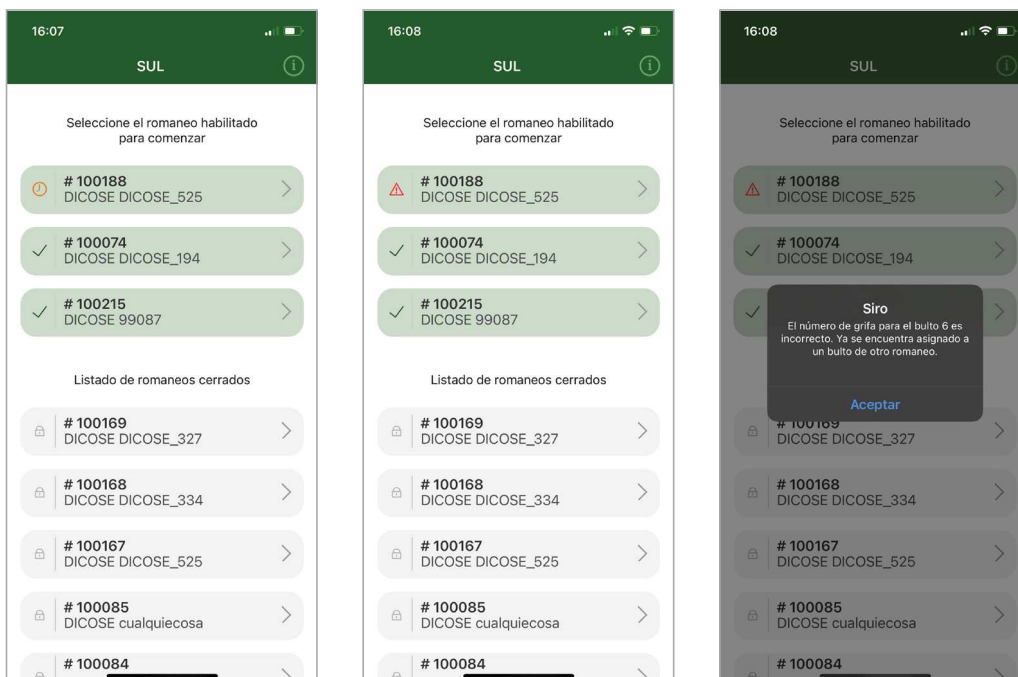 16:07
SUL
Seleccione el romaneo habilitado
para comenzar
# 100188
DICOSE DICOSE_525
# 100074
DICOSE DICOSE_194
# 100215
DICOSE 99087
Listado de romaneos cerrados
# 100169
DICOSE DICOSE_327
# 100168
DICOSE DICOSE_334
# 100167
DICOSE DICOSE_525
# 100085
DICOSE cualquiecosa
# 100084
16:08
SUL
Seleccione el romaneo habilitado
para comenzar
# 100188
DICOSE DICOSE_525
# 100074
DICOSE DICOSE_194
# 100215
DICOSE 99087
Listado de romaneos cerrados
# 100169
DICOSE DICOSE_327
# 100168
DICOSE DICOSE_334
# 100167
DICOSE DICOSE_525
# 100085
DICOSE cualquiecosa
# 100084
16:08
SUL
Seleccione el romaneo habilitado
para comenzar
# 100188
DICOSE DICOSE_525
# 100074
DICOSE DICOSE_194
Siro
El número de grifa para el bulto 6 es
incorrecto. Ya se encuentra asignado a
un bulto de otro romaneo.
Aceptar
# 100169
DICOSE DICOSE_327
# 100168
DICOSE DICOSE_334
# 100167
DICOSE DICOSE_525
# 100085
DICOSE cualquiecosa
# 100084